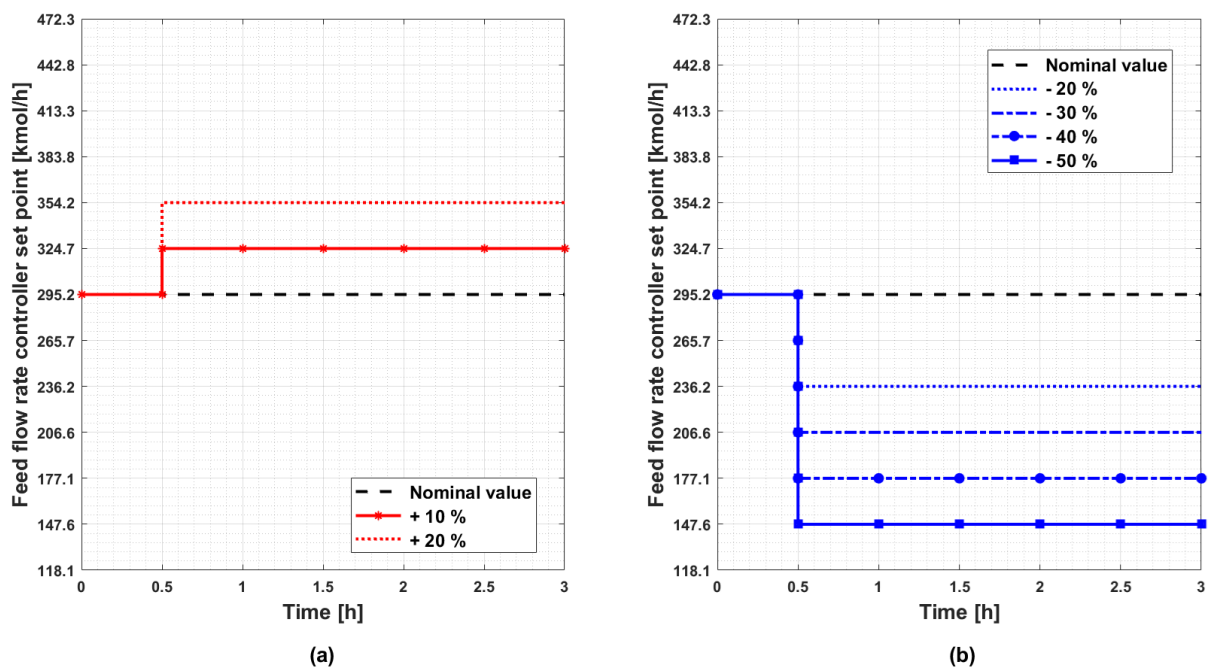 Feed flow rate controller set point [kmol/h]
472.3
442.8
413.3
383.8
354.2
324.7
295.2
265.7
236.2
206.6
177.1
147.6
118.1
Nominal value
+ 10 %
+ 20 %
0 0.5 1 1.5 2 2.5 3
Time [h]
(a)
Feed flow rate controller set point [kmol/h]
472.3
442.8
413.3
383.8
354.2
324.7
295.2
265.7
236.2
206.6
177.1
147.6
118.1
Nominal value
- 20 %
- 30 %
- 40 %
- 50 %
0 0.5 1 1.5 2 2.5 3
Time [h]
(b)